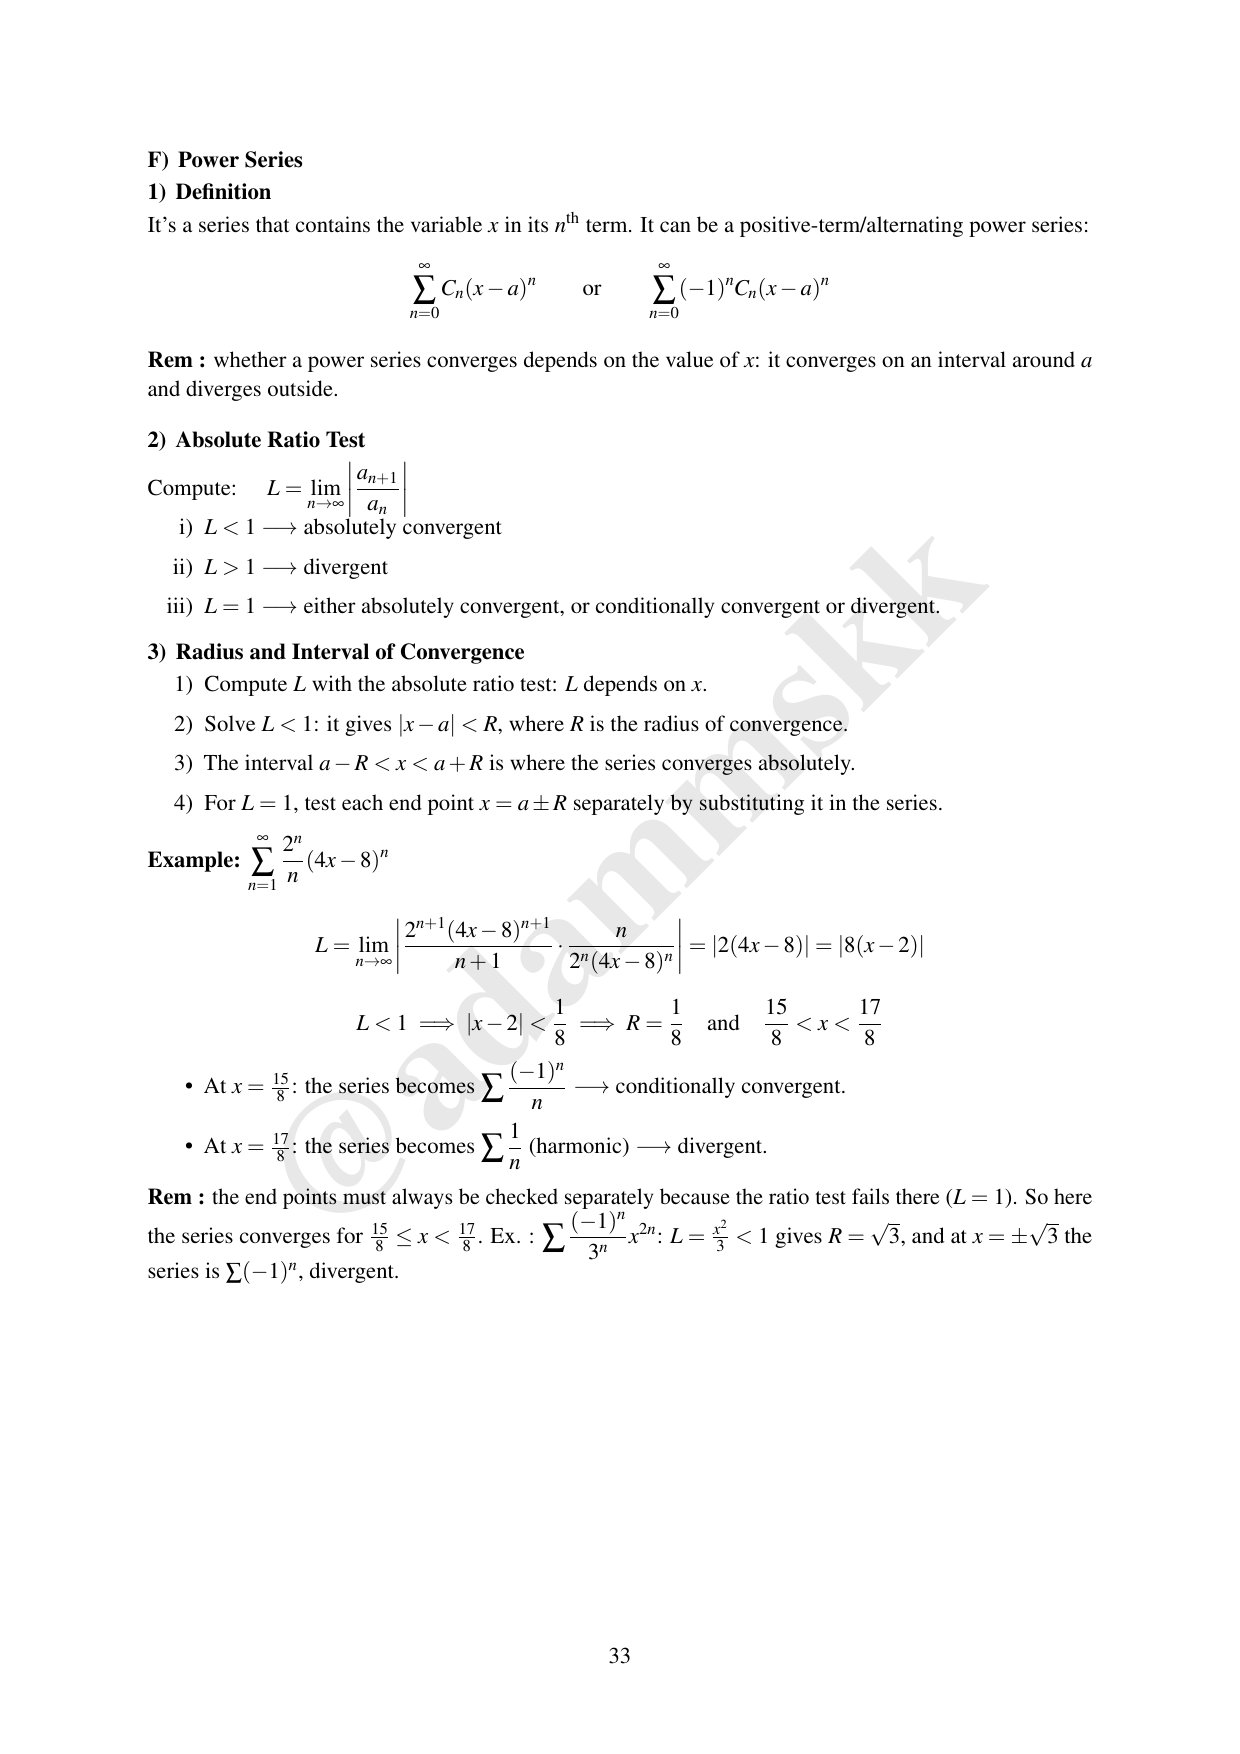 F) Power Series
1) Definition
It's a series that contains the variable x in its nth term. It can be a positive-term/alternating power series:
∑_{n=0}^{∞} C_n(x − a)^n or ∑_{n=0}^{∞} (−1)^n C_n(x − a)^n
Rem : whether a power series converges depends on the value of x: it converges on an interval around a
and diverges outside.
2) Absolute Ratio Test
Compute: L = lim_{n→∞} |a_{n+1}/a_n|
i) L < 1 ⟶ absolutely convergent
ii) L > 1 ⟶ divergent
iii) L = 1 ⟶ either absolutely convergent, or conditionally convergent or divergent.
3) Radius and Interval of Convergence
1) Compute L with the absolute ratio test: L depends on x.
2) Solve L < 1: it gives |x − a| < R, where R is the radius of convergence.
3) The interval a − R < x < a + R is where the series converges absolutely.
4) For L = 1, test each end point x = a ± R separately by substituting it in the series.
Example: ∑_{n=1}^{∞} 2^n/n (4x − 8)^n
L = lim_{n→∞} |2^{n+1}(4x − 8)^{n+1}/(n + 1) · n/(2^n(4x − 8)^n)| = |2(4x − 8)| = |8(x − 2)|
L < 1 ⟹ |x − 2| < 1/8 ⟹ R = 1/8 and 15/8 < x < 17/8
• At x = 15/8: the series becomes ∑ (−1)^n/n ⟶ conditionally convergent.
• At x = 17/8: the series becomes ∑ 1/n (harmonic) ⟶ divergent.
Rem : the end points must always be checked separately because the ratio test fails there (L = 1). So here
the series converges for 15/8 ≤ x < 17/8. Ex. : ∑ (−1)^n/3^n x^{2n}: L = x^2/3 < 1 gives R = √3, and at x = ±√3 the
series is ∑(−1)^n, divergent.
@adammskk
33